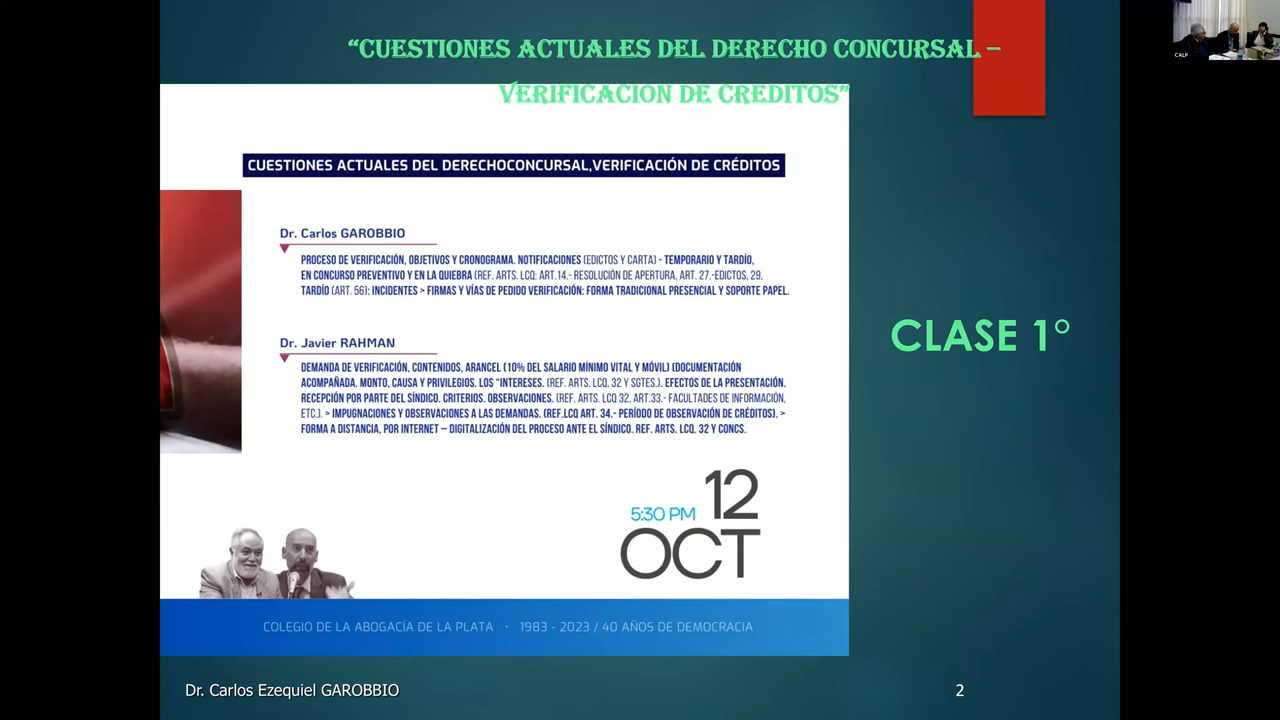 “CUESTIONES ACTUALES DEL DERECHO CONCURSAL –
VERIFICACION DE CREDITOS”
CALP
CUESTIONES ACTUALES DEL DERECHOCONCURSAL,VERIFICACIÓN DE CRÉDITOS
Dr. Carlos GAROBBIO
PROCESO DE VERIFICACIÓN, OBJETIVOS Y CRONOGRAMA. NOTIFICACIONES (EDICTOS Y CARTA) - TEMPORARIO Y TARDÍO,
EN CONCURSO PREVENTIVO Y EN LA QUIEBRA (REF. ARTS. LCQ: ART.14.- RESOLUCIÓN DE APERTURA, ART. 27.-EDICTOS, 29,
TARDÍO (ART. 56): INCIDENTES > FIRMAS Y VÍAS DE PEDIDO VERIFICACIÓN: FORMA TRADICIONAL PRESENCIAL Y SOPORTE PAPEL.
Dr. Javier RAHMAN
DEMANDA DE VERIFICACIÓN, CONTENIDOS, ARANCEL (10% DEL SALARIO MÍNIMO VITAL Y MÓVIL) (DOCUMENTACIÓN
ACOMPAÑADA. MONTO, CAUSA Y PRIVILEGIOS. LOS “INTERESES. (REF. ARTS. LCQ. 32 Y SGTES.). EFECTOS DE LA PRESENTACIÓN.
RECEPCIÓN POR PARTE DEL SÍNDICO. CRITERIOS. OBSERVACIONES. (REF. ARTS. LCQ 32, ART.33.- FACULTADES DE INFORMACIÓN,
ETC.). > IMPUGNACIONES Y OBSERVACIONES A LAS DEMANDAS. (REF.LCQ ART. 34.- PERÍODO DE OBSERVACIÓN DE CRÉDITOS). >
FORMA A DISTANCIA, POR INTERNET – DIGITALIZACIÓN DEL PROCESO ANTE EL SÍNDICO. REF. ARTS. LCQ. 32 Y CONCS.
CLASE 1°
5:30 PM 12
OCT
COLEGIO DE LA ABOGACÍA DE LA PLATA · 1983 - 2023 / 40 AÑOS DE DEMOCRACIA
Dr. Carlos Ezequiel GAROBBIO
2